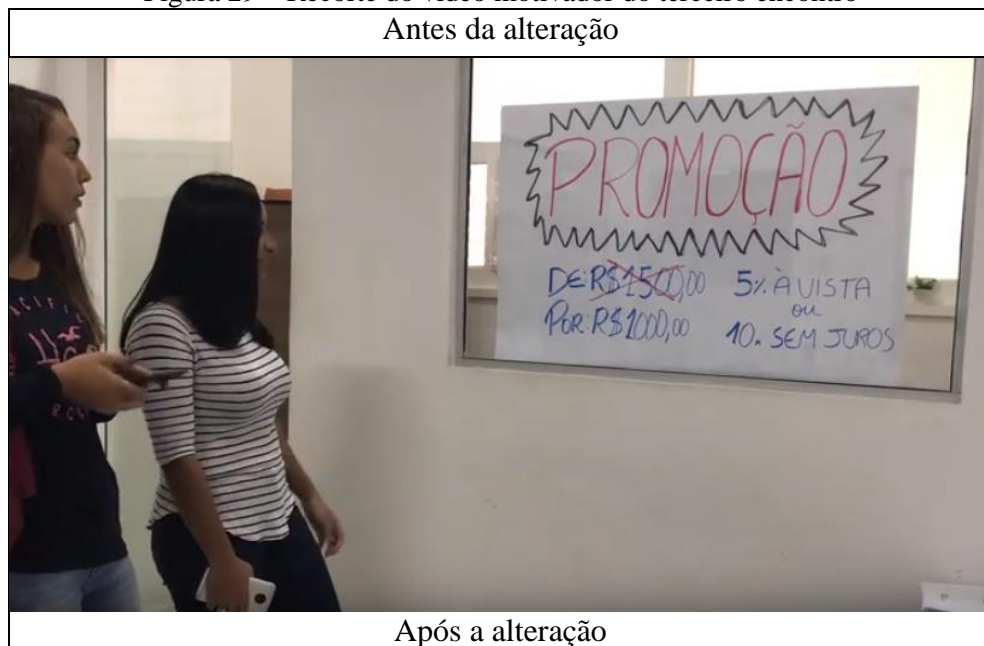 Figura 29 – Recorte do vídeo motivador do terceiro encontro
Antes da alteração
PROMOÇÃO
DE: R$1500,00 5% À VISTA
ou
POR: R$1000,00 10x SEM JUROS
Após a alteração